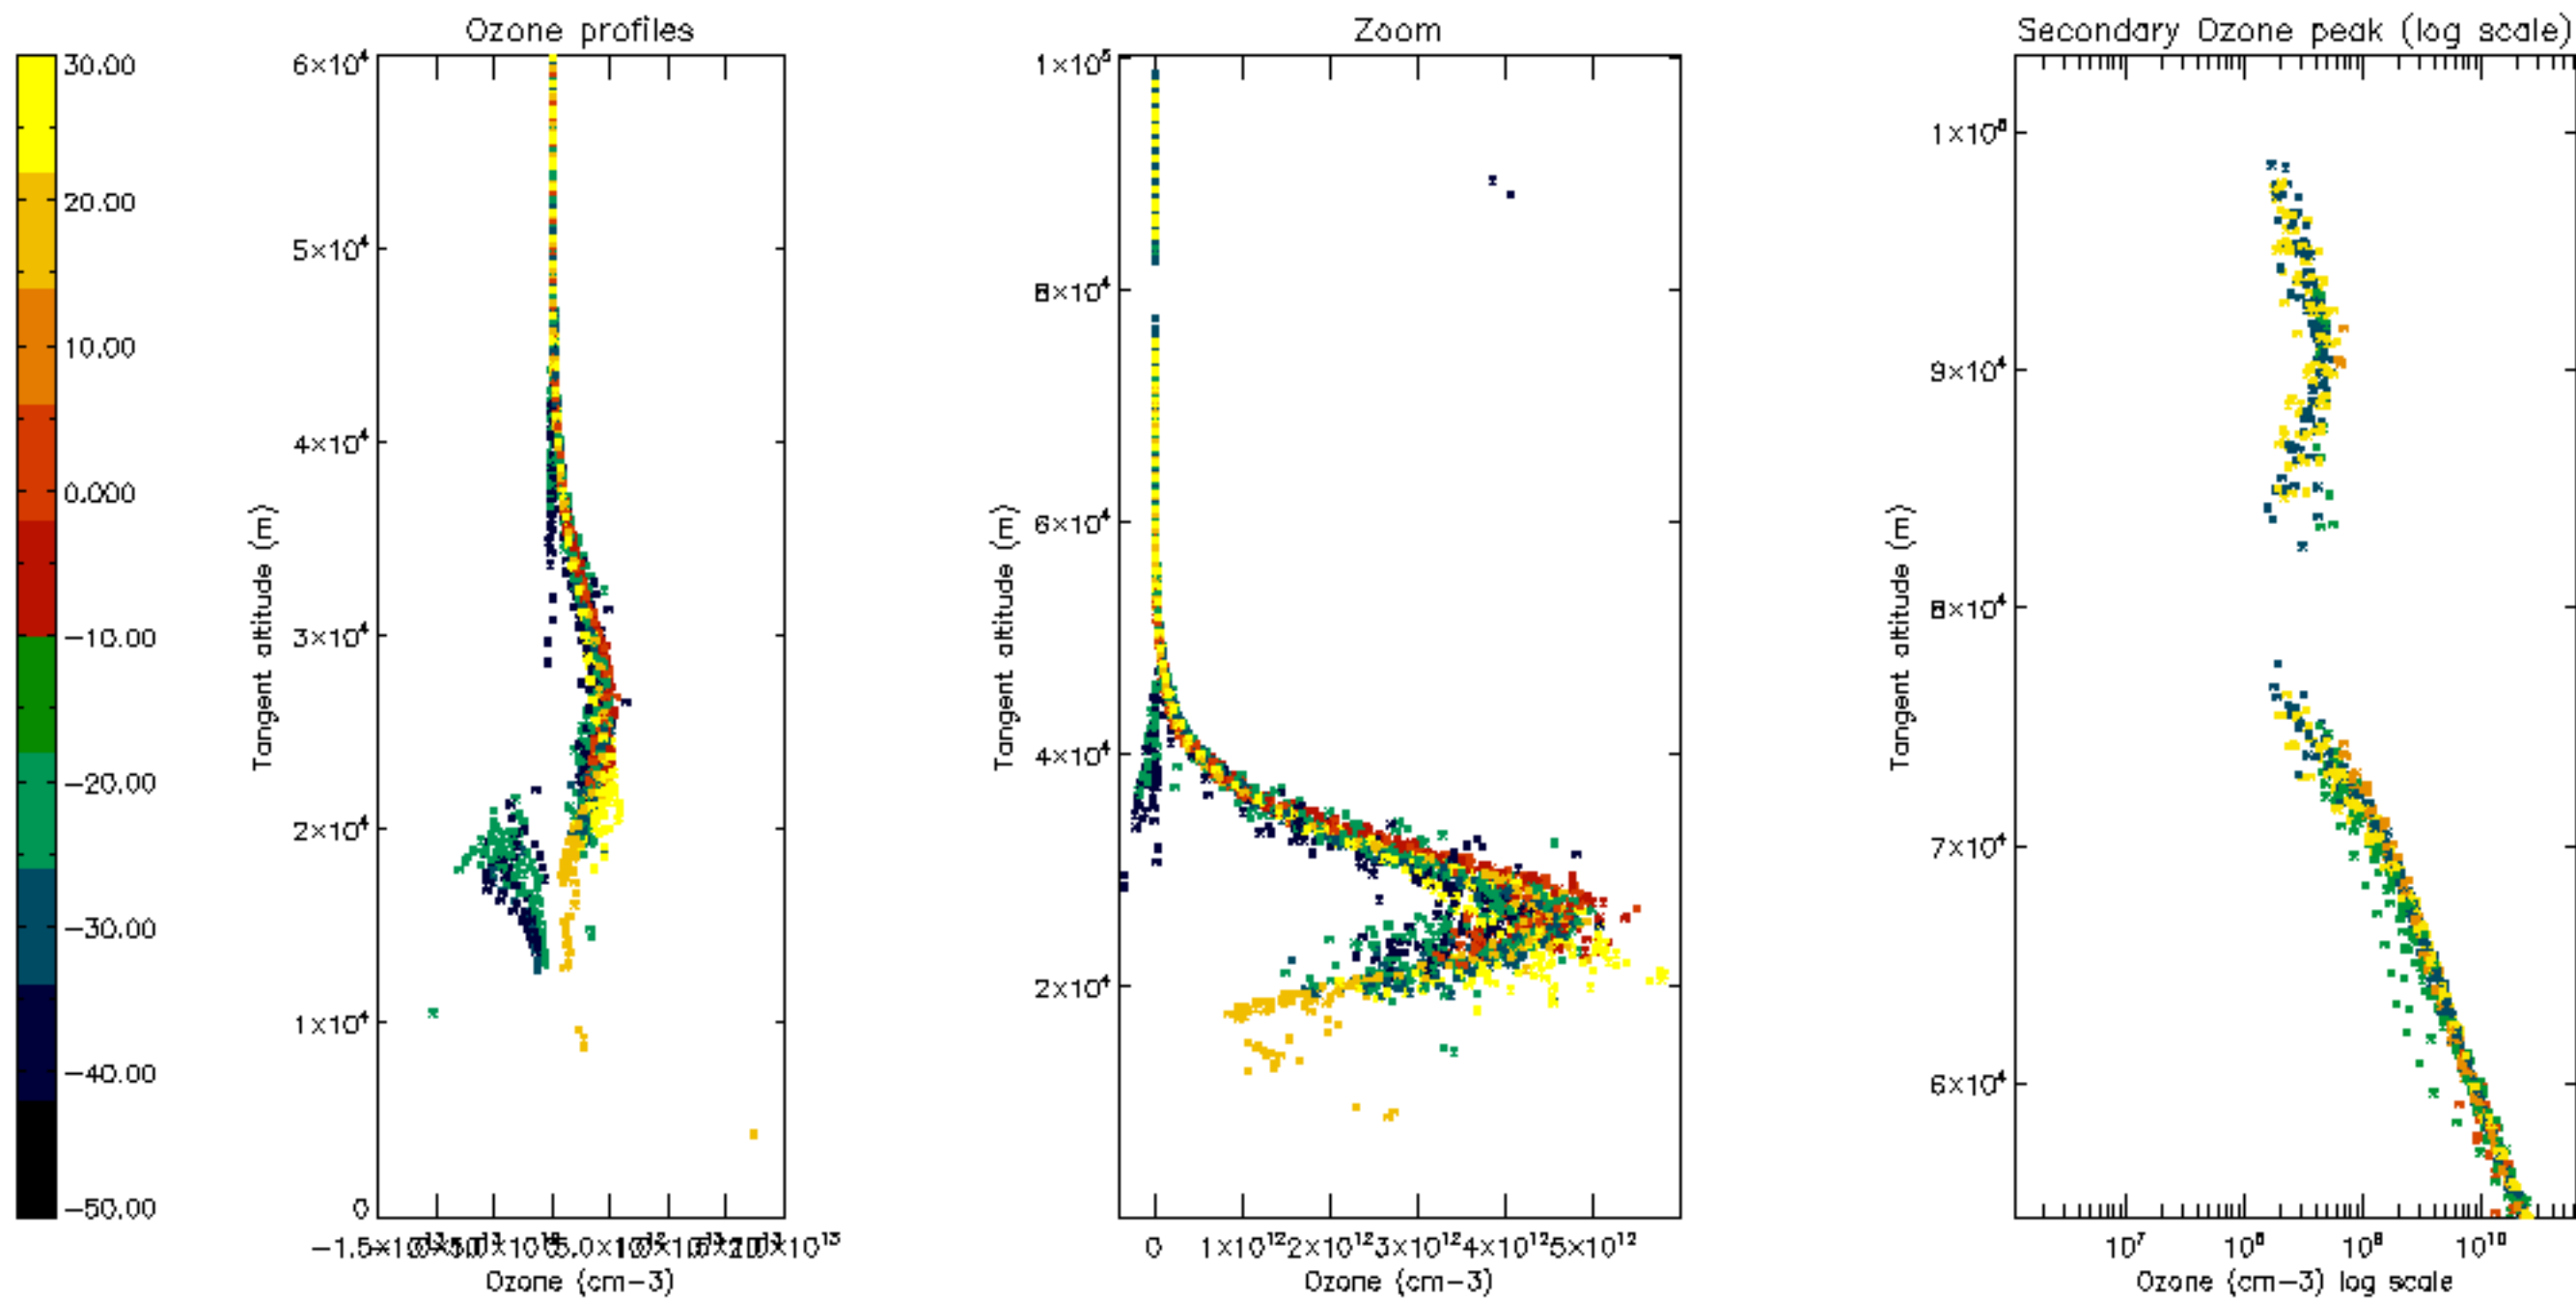 Ozone profiles
Zoom
Secondary Ozone peak (log scale)
30.00
20.00
10.00
0.000
-10.00
-20.00
-30.00
-40.00
-50.00
6×10⁴
5×10⁴
4×10⁴
3×10⁴
2×10⁴
1×10⁴
0
Tangent altitude (m)
Ozone (cm-3)
1×10⁵
8×10⁴
6×10⁴
4×10⁴
2×10⁴
Tangent altitude (m)
0 1×10¹² 2×10¹² 3×10¹² 4×10¹² 5×10¹²
Ozone (cm-3)
9×10⁴
8×10⁴
7×10⁴
6×10⁴
Tangent altitude (m)
10⁷ 10⁸ 10⁹ 10¹⁰
Ozone (cm-3) log scale